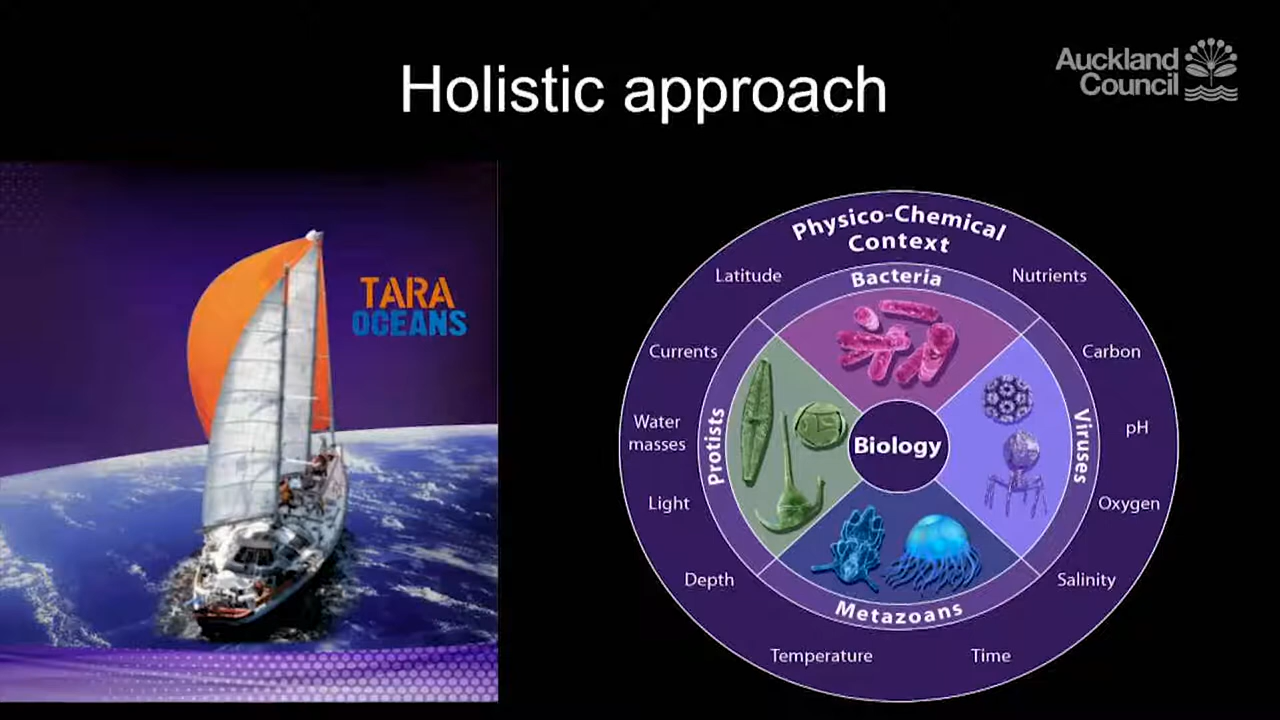 Holistic approach
Auckland
Council
TARA
OCEANS
Physico-Chemical
Context
Latitude
Nutrients
Bacteria
Currents
Carbon
Water
masses
pH
Protists
Biology
Viruses
Light
Oxygen
Depth
Salinity
Metazoans
Temperature
Time